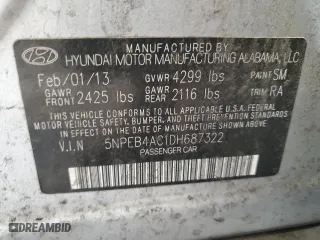 MANUFACTURED BY
HYUNDAI MOTOR MANUFACTURING ALABAMA, LLC
Feb/01/13 GVWR 4299 lbs PAINT SM
GAWR FRONT 2425 lbs GAWR REAR 2116 lbs TRIM RA
THIS VEHICLE CONFORMS TO ALL APPLICABLE U.S.A. FEDERAL
MOTOR VEHICLE SAFETY, BUMPER, AND THEFT PREVENTION
STANDARDS IN EFFECT ON THE DATE OF MANUFACTURE SHOWN ABOVE.
V.I.N 5NPEB4AC1DH687322
PASSENGER CAR